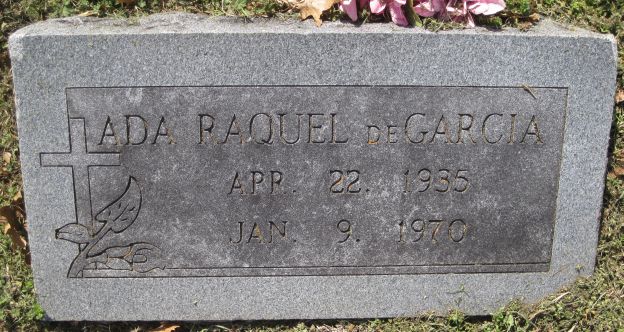 ADA RAQUEL DEGARCIA
APR. 22. 1935
JAN. 9. 1970